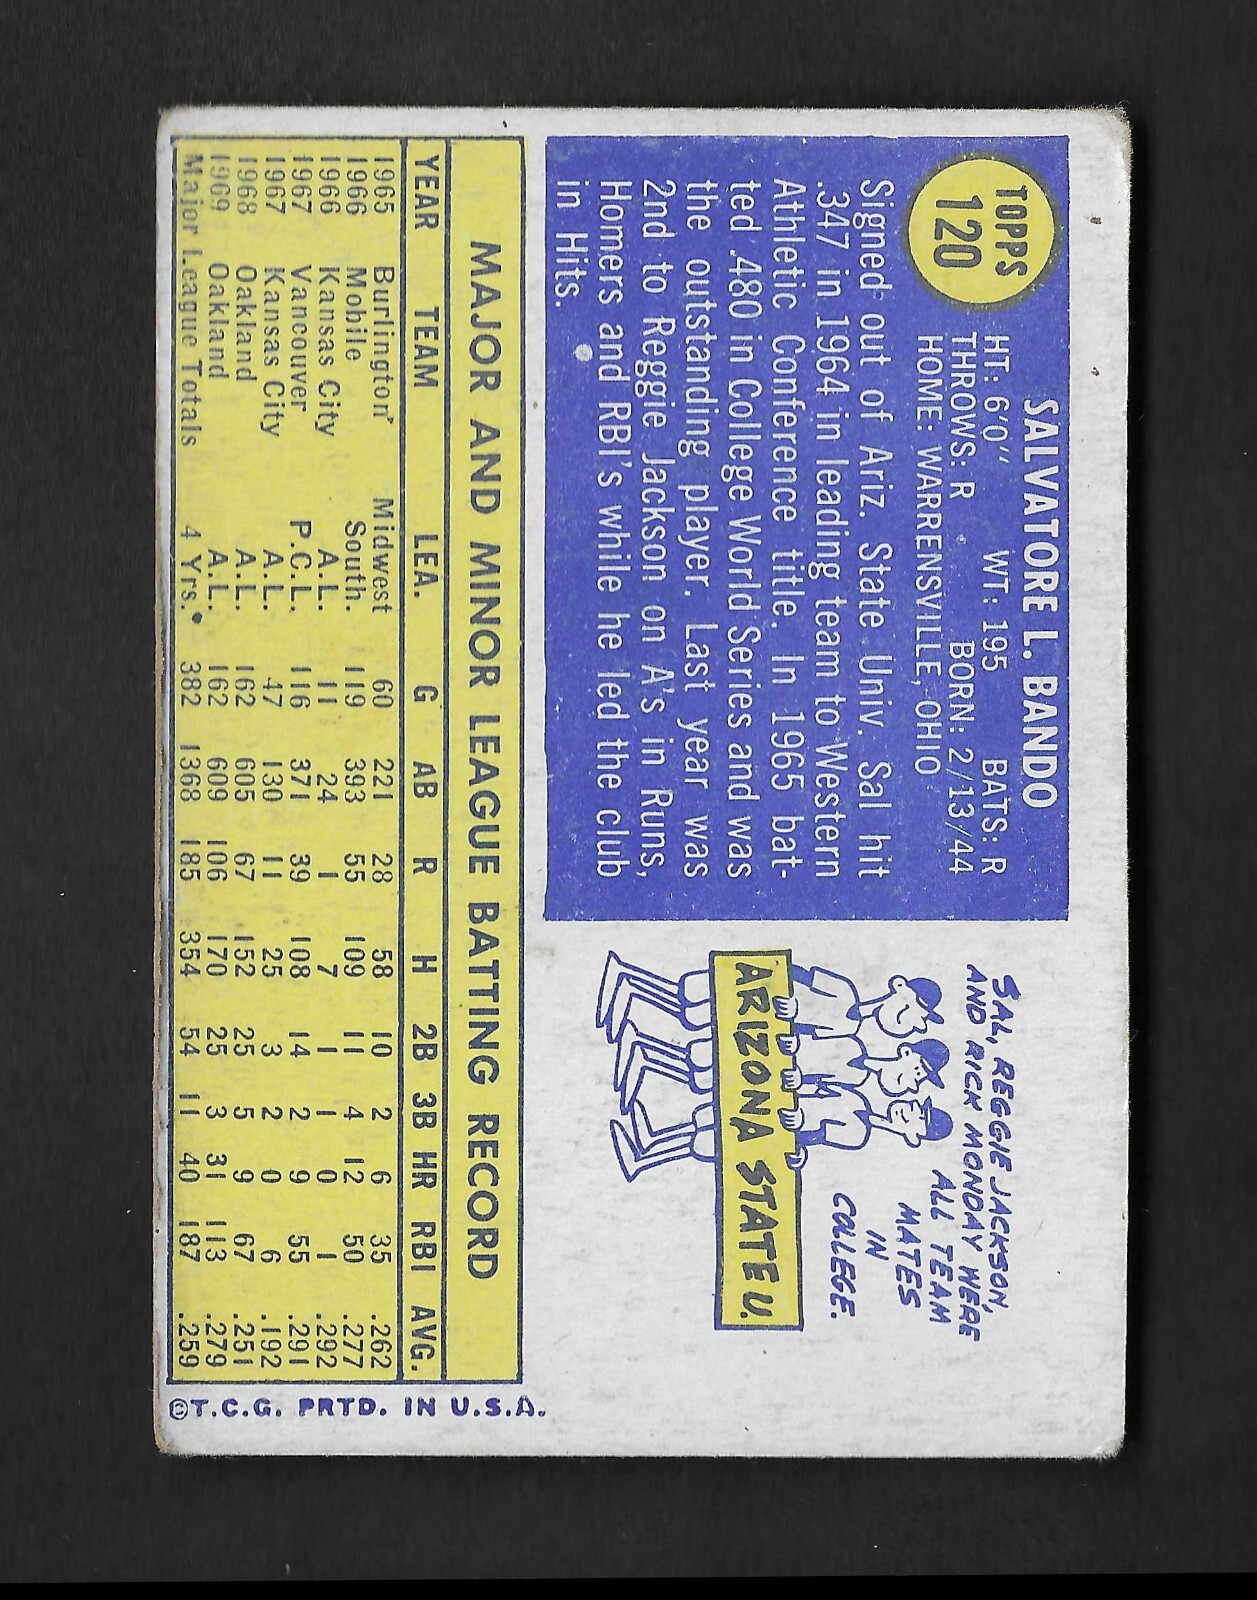 TOPPS
120
SALVATORE L. BANDO
HT: 6'0" WT: 195 BATS: R
THROWS: R BORN: 2/13/44
HOME: WARRENSVILLE, OHIO
Signed out of Ariz. State Univ. Sal hit
.347 in 1964 in leading team to Western
Athletic Conference title. In 1965 bat-
ted .480 in College World Series and was
the outstanding player. Last year was
2nd to Reggie Jackson on A's in Runs,
Homers and RBI's while he led the club
in Hits.
SAL, REGGIE JACKSON,
AND RICK MONDAY WERE
ALL TEAM
MATES
IN
COLLEGE.
ARIZONA STATE U.
MAJOR AND MINOR LEAGUE BATTING RECORD
YEAR TEAM LEA. G AB R H 2B 3B HR RBI AVG.
1965 Burlington Midwest 60 221 28 58 10 2 6 35 .262
1966 Mobile South. 119 393 55 109 11 4 12 50 .277
1966 Kansas City A.L. 11 24 1 7 1 1 0 1 .292
1967 Vancouver P.C.L. 116 371 39 108 14 2 9 55 .291
1967 Kansas City A.L. 47 130 11 25 3 2 0 6 .192
1968 Oakland A.L. 162 605 67 152 25 5 9 67 .251
1969 Oakland A.L. 162 609 106 170 25 3 31 113 .279
Major League Totals 4 Yrs. 382 1368 185 354 54 11 40 187 .259
©T.C.G. PRTD. IN U.S.A.